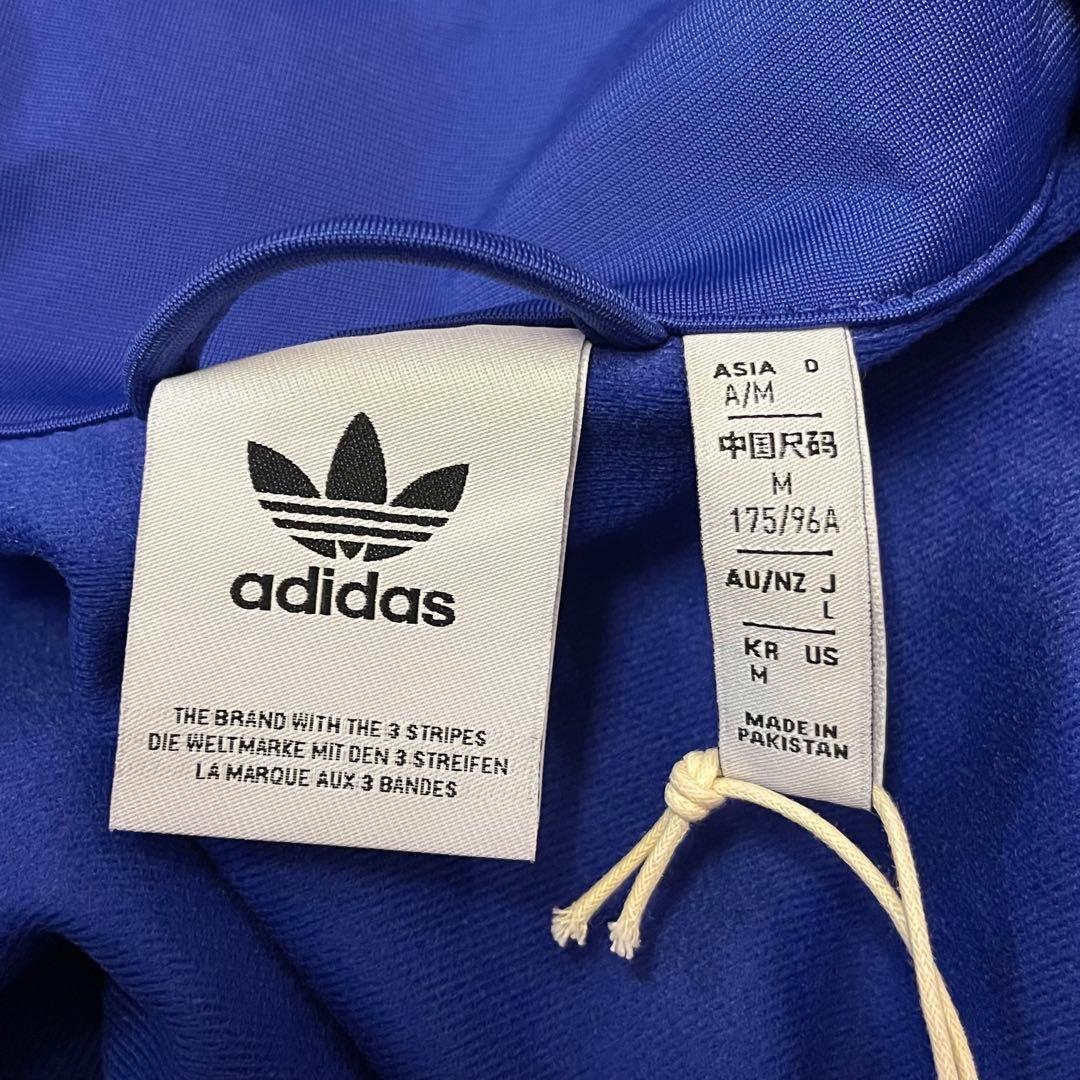 adidas
THE BRAND WITH THE 3 STRIPES
DIE WELTMARKE MIT DEN 3 STREIFEN
LA MARQUE AUX 3 BANDES
ASIA D
A/M
中国尺码
M
175/96A
AU/NZ J
L
KR US
M
MADE IN
PAKISTAN